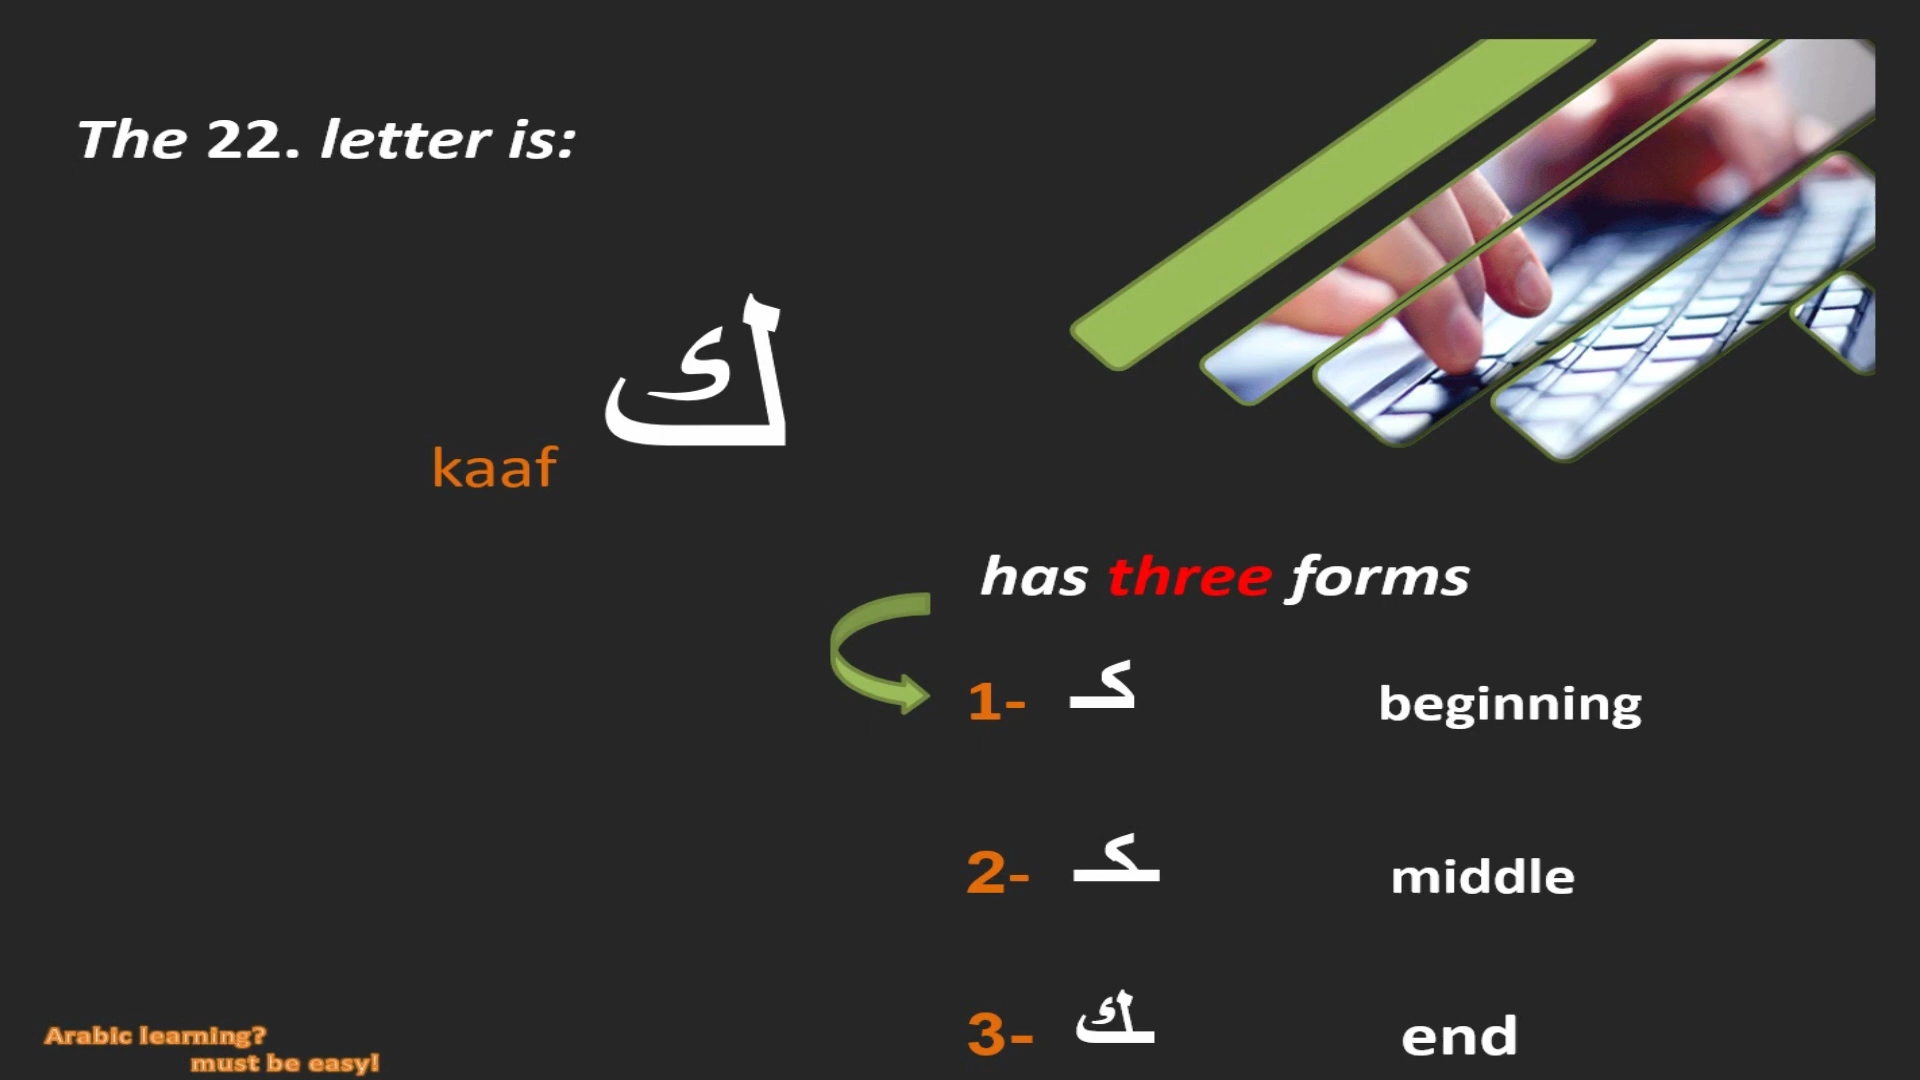 The 22. letter is:
ك
kaaf
has three forms
1- كـ beginning
2- ـكـ middle
3- ـك end
Arabic learning?
must be easy!